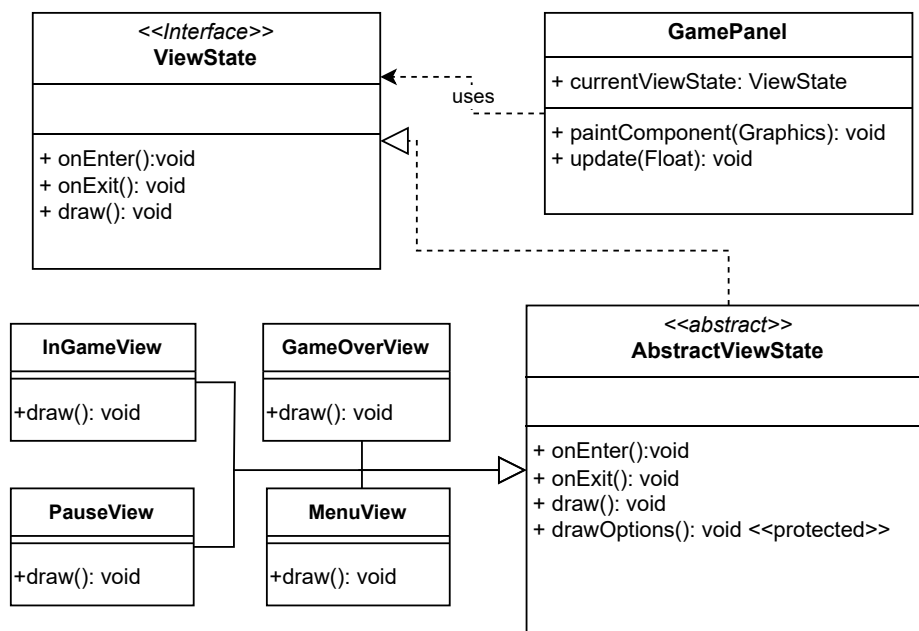 <<Interface>>
ViewState
+ onEnter():void
+ onExit(): void
+ draw(): void
uses
GamePanel
+ currentViewState: ViewState
+ paintComponent(Graphics): void
+ update(Float): void
InGameView
+draw(): void
GameOverView
+draw(): void
PauseView
+draw(): void
MenuView
+draw(): void
<<abstract>>
AbstractViewState
+ onEnter():void
+ onExit(): void
+ draw(): void
+ drawOptions(): void <<protected>>